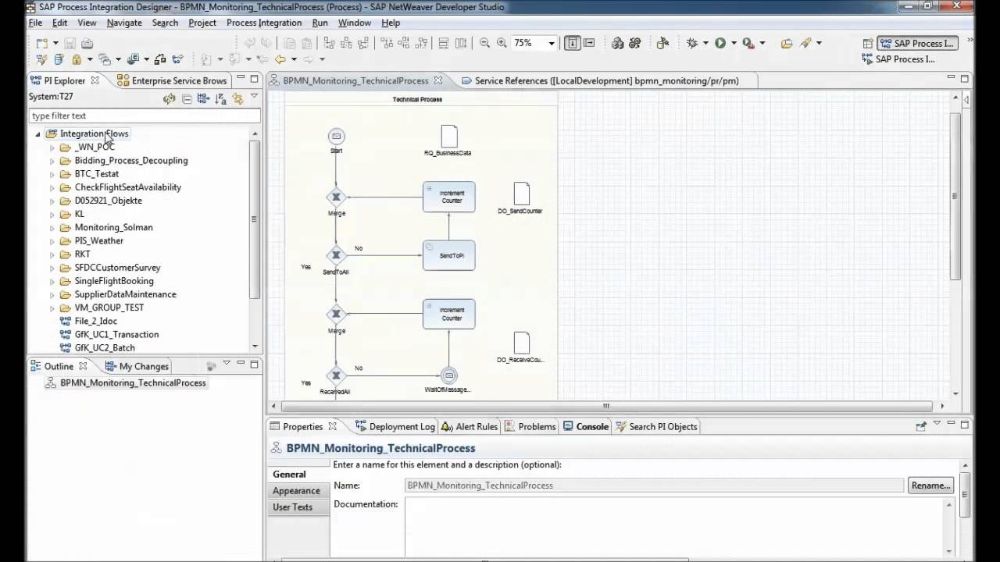 SAP Process Integration Designer - BPMN_Monitoring_TechnicalProcess (Process) - SAP NetWeaver Developer Studio
File Edit View Navigate Search Project Process Integration Run Window Help
75%
SAP Process I...
SAP Process I...
PI Explorer
Enterprise Service Brows
System:T27
type filter text
Integration Flows
_WN_POC
Bidding_Process_Decoupling
BTC_Testat
CheckFlightSeatAvailability
D052921_Objekte
KL
Monitoring_Solman
PIS_Weather
RKT
SFDCCustomerSurvey
SingleFlightBooking
SupplierDataMaintenance
VM_GROUP_TEST
File_2_Idoc
GfK_UC1_Transaction
GfK_UC2_Batch
Outline
My Changes
BPMN_Monitoring_TechnicalProcess
BPMN_Monitoring_TechnicalProcess
Service References ([LocalDevelopment] bpmn_monitoring/pr/pm)
Technical Process
Start
RQ_BusinessData
Increment
Counter
Merge
DO_SendCounter
No
SendToPI
Yes
SendToAll
Increment
Counter
Merge
DO_ReceiveCou...
No
Yes
ReceivedAll
WaitOfMessage...
Properties
Deployment Log
Alert Rules
Problems
Console
Search PI Objects
BPMN_Monitoring_TechnicalProcess
General
Appearance
User Texts
Enter a name for this element and a description (optional):
Name:
BPMN_Monitoring_TechnicalProcess
Rename...
Documentation: